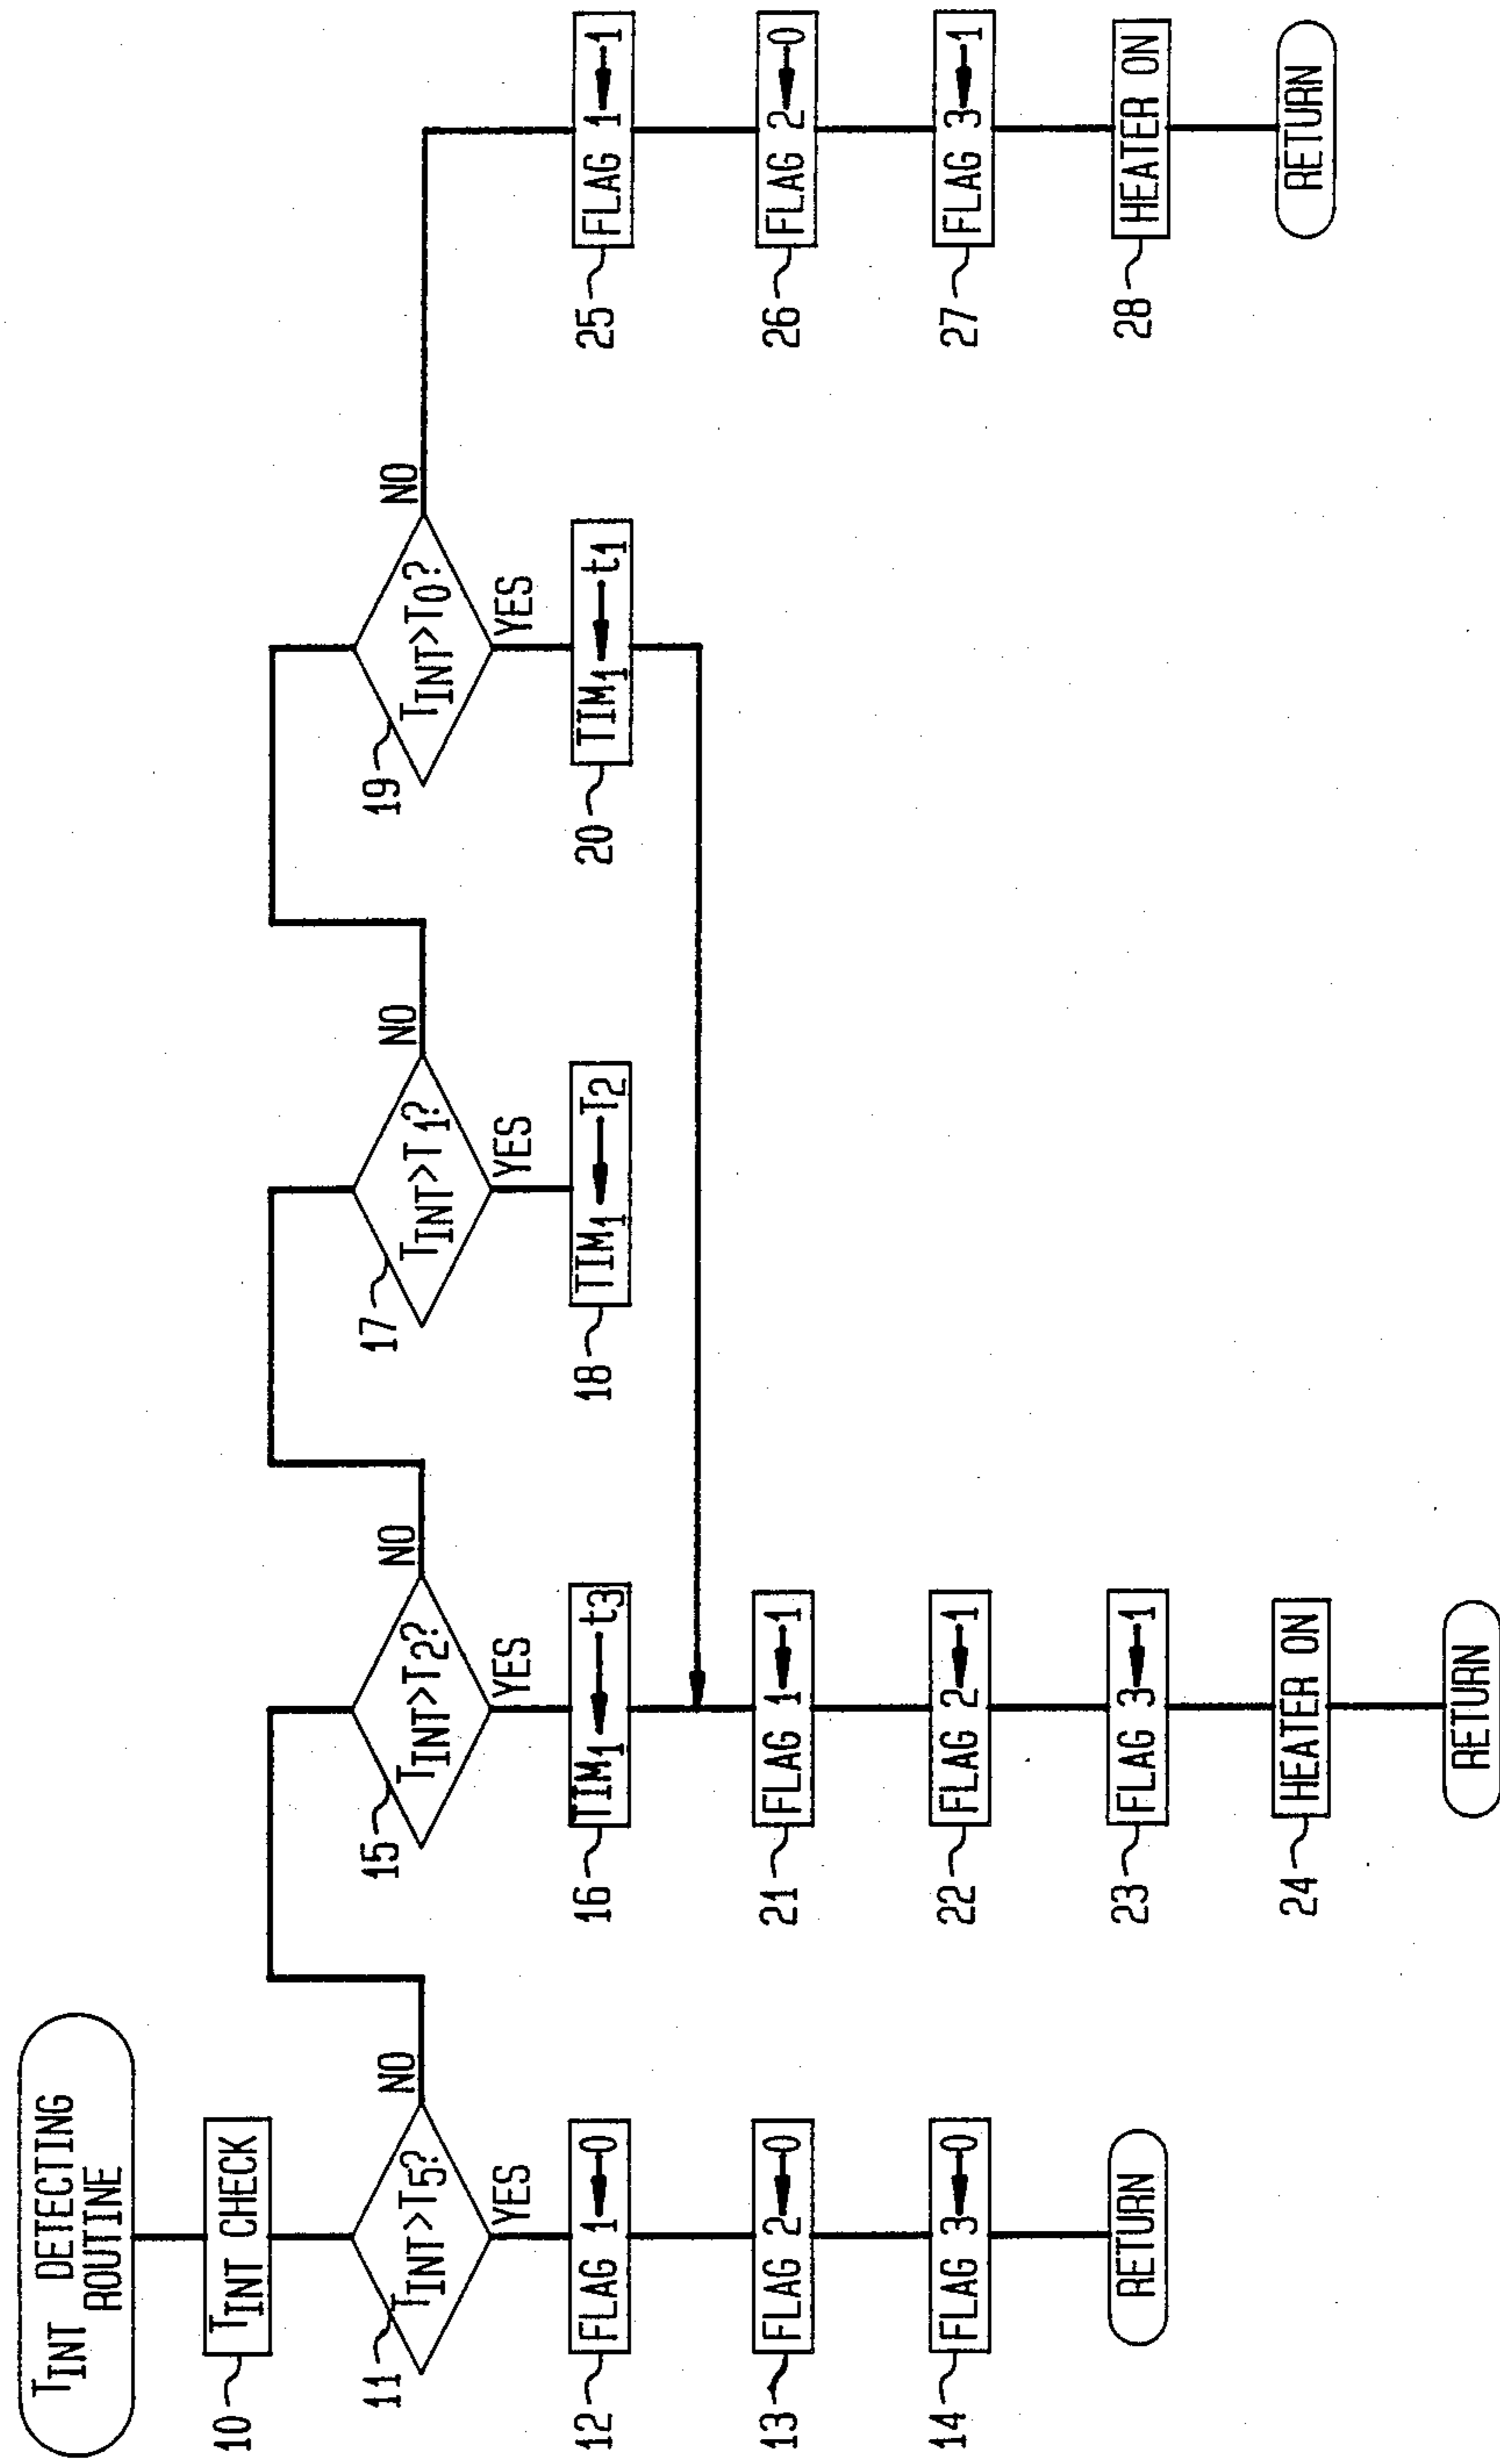 TINT DETECTING
ROUTINE
10
TINT CHECK
11
TINT>T5?
NO
YES
12
FLAG 1←0
13
FLAG 2←0
14
FLAG 3←0
RETURN
15
TINT>T2?
NO
YES
16
TIM1←t3
21
FLAG 1←1
22
FLAG 2←1
23
FLAG 3←1
24
HEATER ON
RETURN
17
TINT>T1?
NO
YES
18
TIM1←T2
19
TINT>T0?
NO
YES
20
TIM1←t1
25
FLAG 1←1
26
FLAG 2←0
27
FLAG 3←1
28
HEATER ON
RETURN